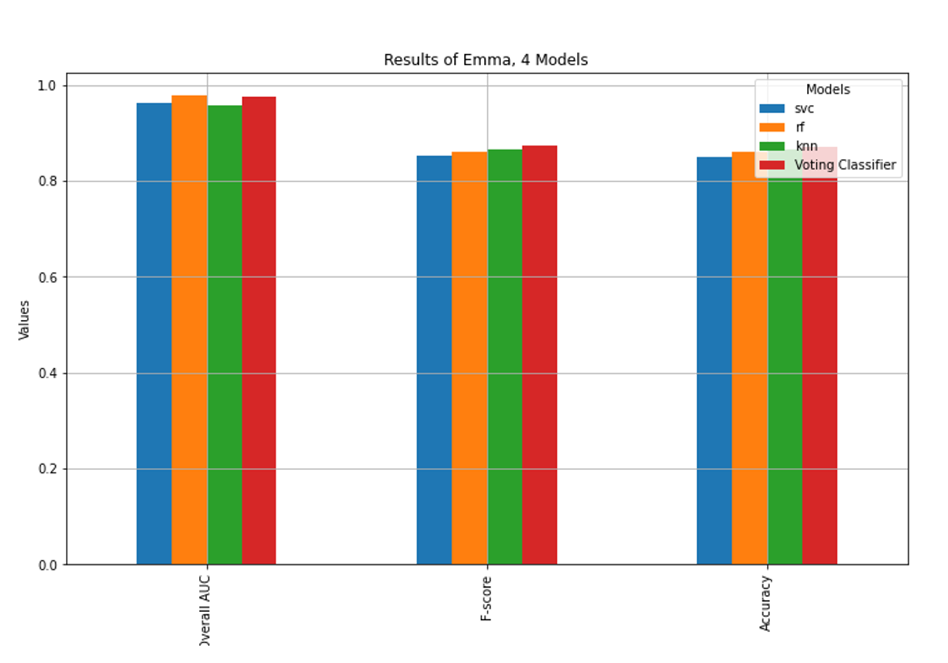 Results of Emma, 4 Models
1.0
0.8
0.6
0.4
0.2
0.0
Values
Models
svc
rf
knn
Voting Classifier
Overall AUC
F-score
Accuracy